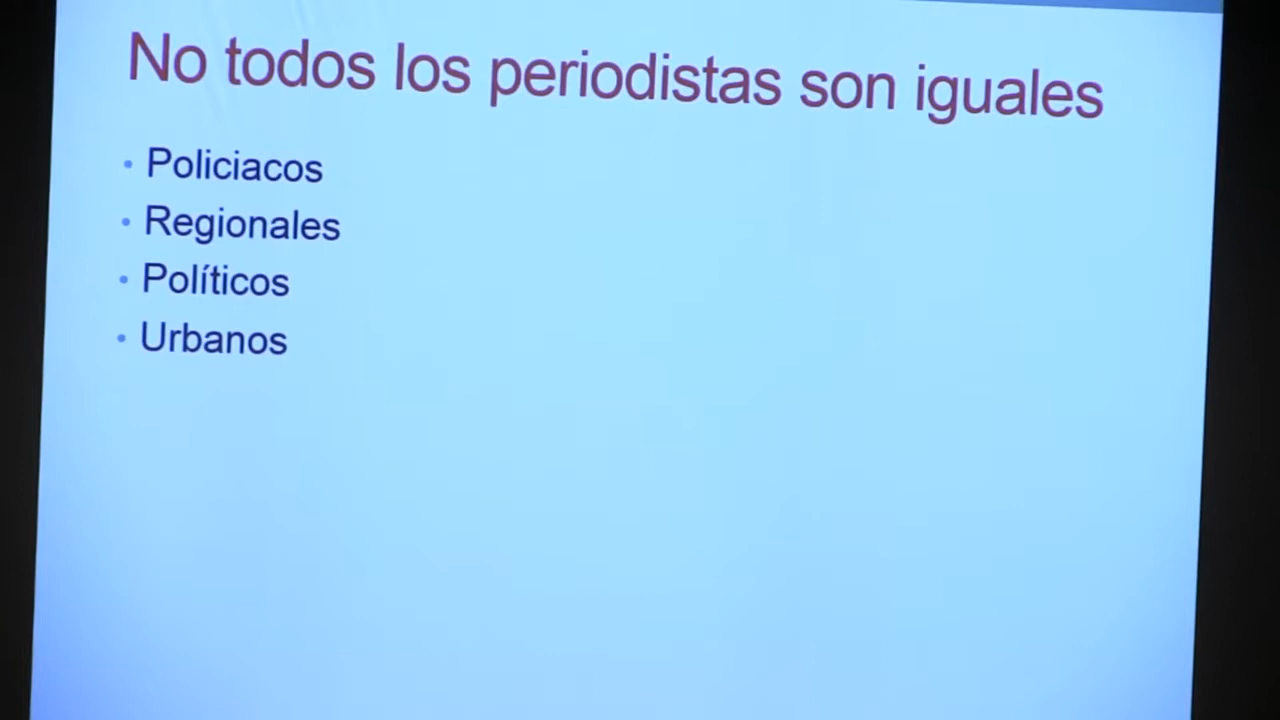 No todos los periodistas son iguales
• Policiacos
• Regionales
• Políticos
• Urbanos